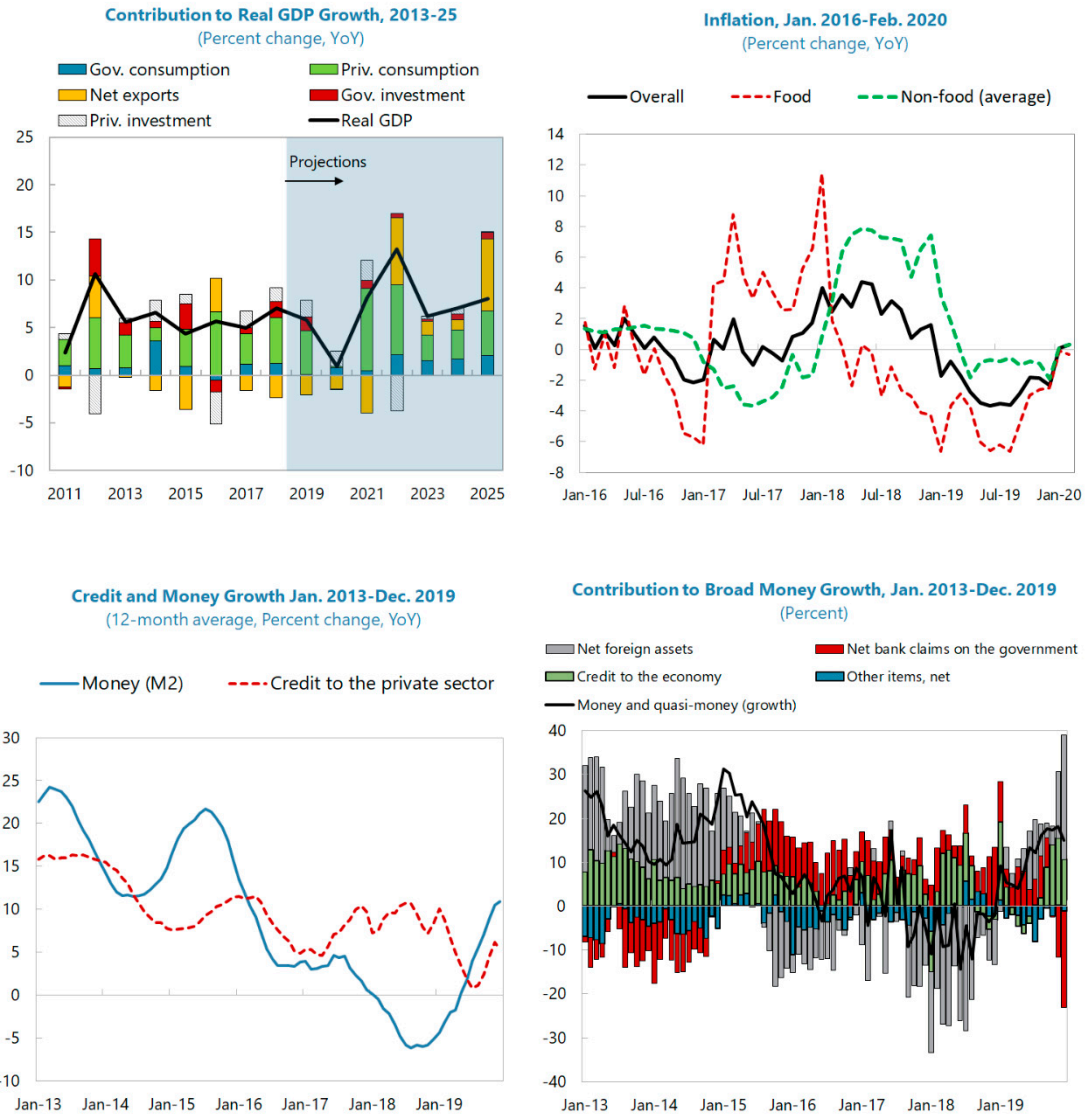 Contribution to Real GDP Growth, 2013-25
(Percent change, YoY)
Gov. consumption
Priv. consumption
Net exports
Gov. investment
Priv. investment
Real GDP
25
20
15
10
5
0
-5
-10
Projections
2011 2013 2015 2017 2019 2021 2023 2025
Inflation, Jan. 2016-Feb. 2020
(Percent change, YoY)
Overall Food Non-food (average)
14
12
10
8
6
4
2
0
-2
-4
-6
-8
Jan-16 Jul-16 Jan-17 Jul-17 Jan-18 Jul-18 Jan-19 Jul-19 Jan-20
Credit and Money Growth Jan. 2013-Dec. 2019
(12-month average, Percent change, YoY)
Money (M2) Credit to the private sector
30
25
20
15
10
5
0
-5
-10
Jan-13 Jan-14 Jan-15 Jan-16 Jan-17 Jan-18 Jan-19
Contribution to Broad Money Growth, Jan. 2013-Dec. 2019
(Percent)
Net foreign assets
Net bank claims on the government
Credit to the economy
Other items, net
Money and quasi-money (growth)
40
30
20
10
0
-10
-20
-30
-40
Jan-13 Jan-14 Jan-15 Jan-16 Jan-17 Jan-18 Jan-19